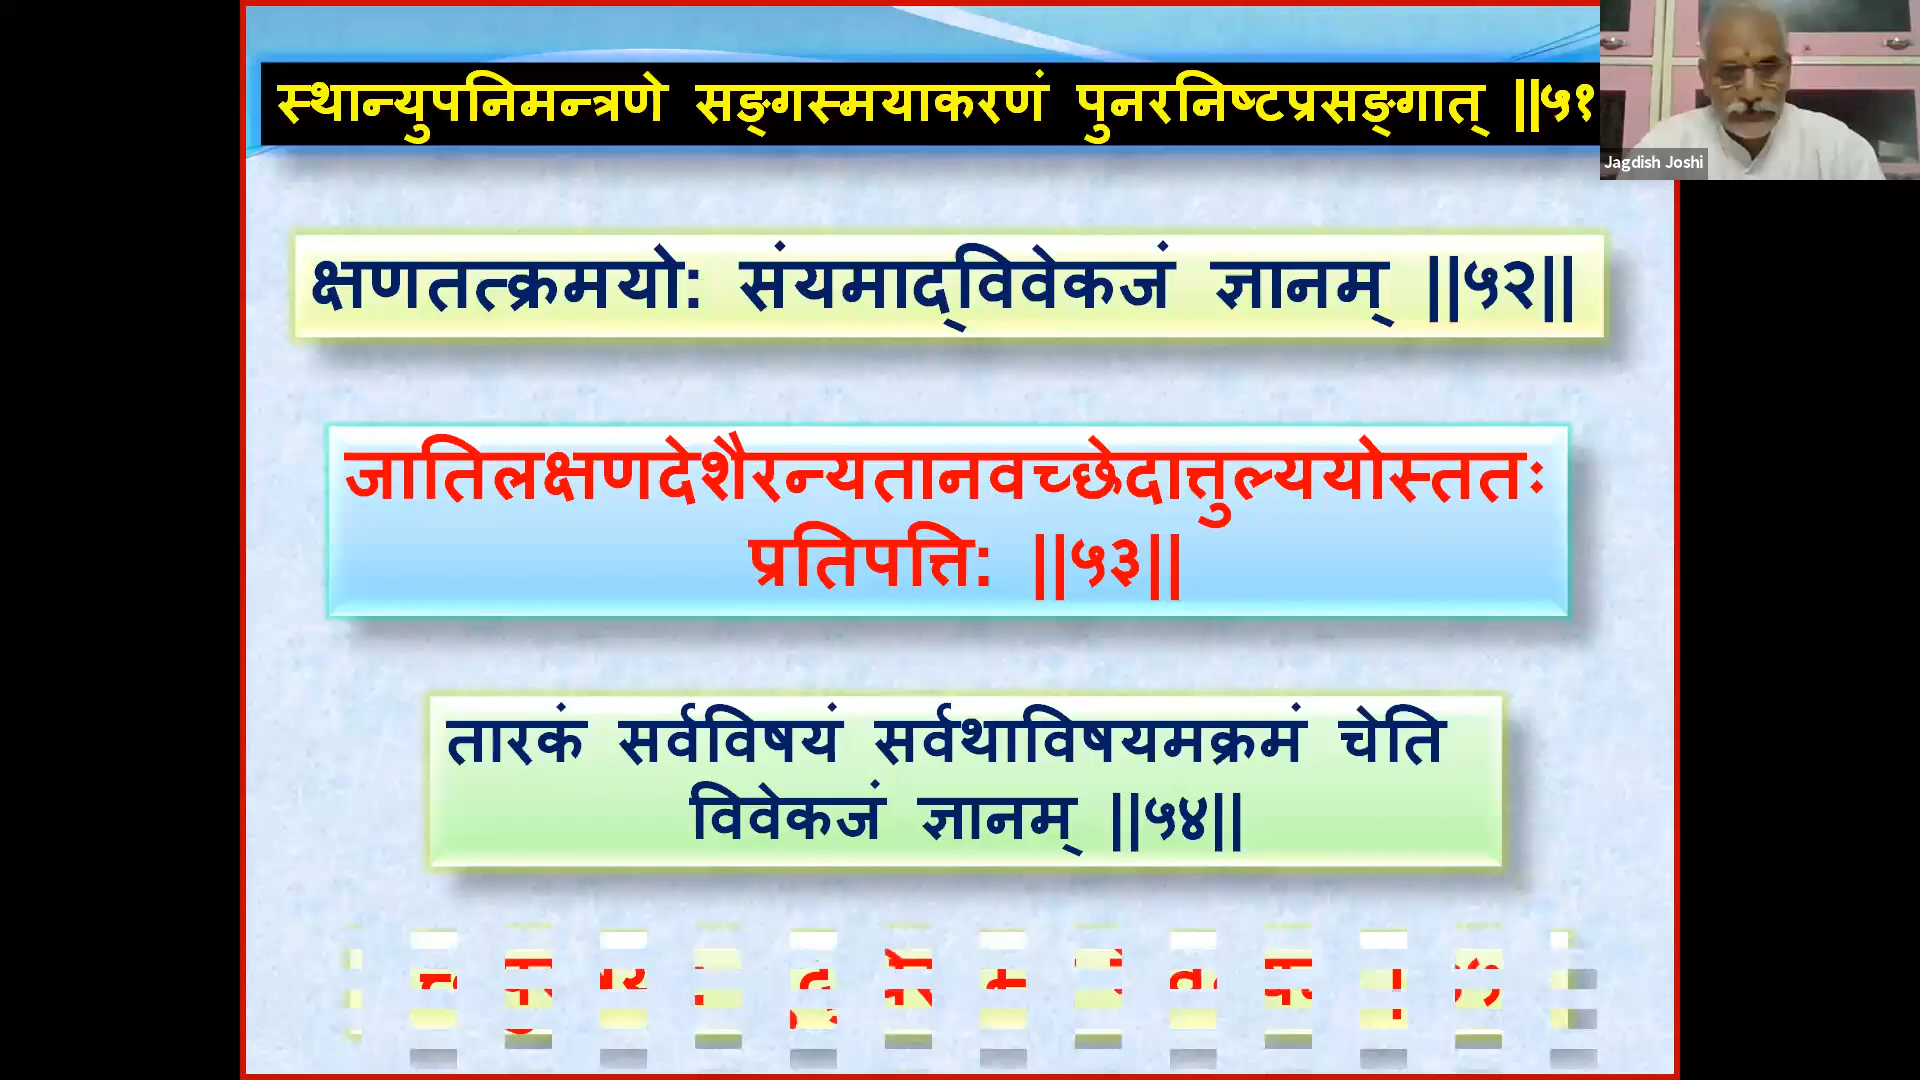 स्थान्युपनिमन्त्रणे सङ्गस्मयाकरणं पुनरनिष्टप्रसङ्गात् ||५१
Jagdish Joshi
क्षणतत्क्रमयो: संयमाद्विवेकजं ज्ञानम् ||५२||
जातिलक्षणदेशैरन्यतानवच्छेदात्तुल्ययोस्ततः
प्रतिपत्ति: ||५३||
तारकं सर्वविषयं सर्वथाविषयमक्रमं चेति
विवेकजं ज्ञानम् ||५४||